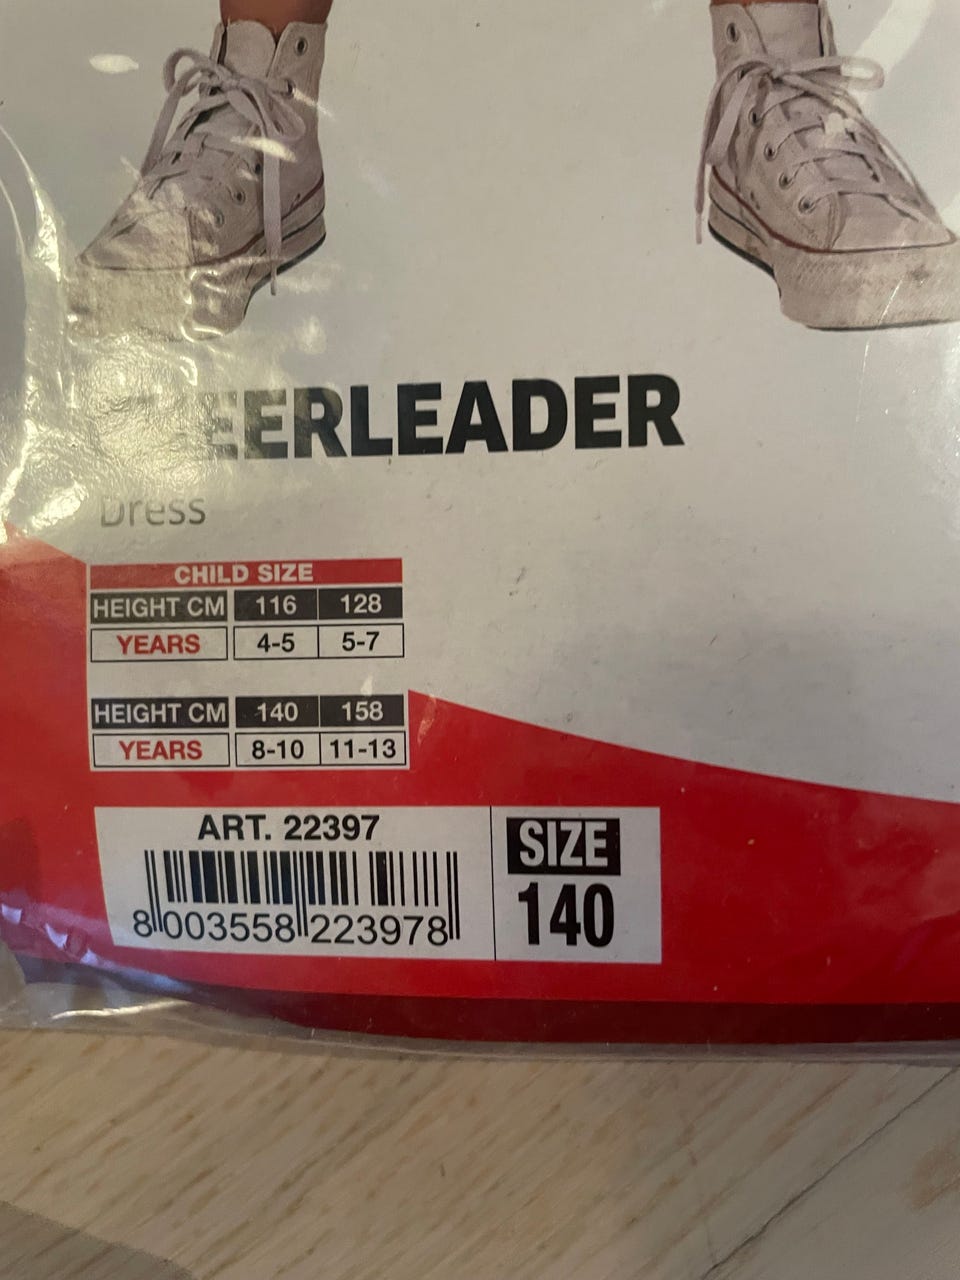 CHEERLEADER
Dress
CHILD SIZE
HEIGHT CM 116 128
YEARS 4-5 5-7
HEIGHT CM 140 158
YEARS 8-10 11-13
ART. 22397
8 003558 223978
SIZE
140